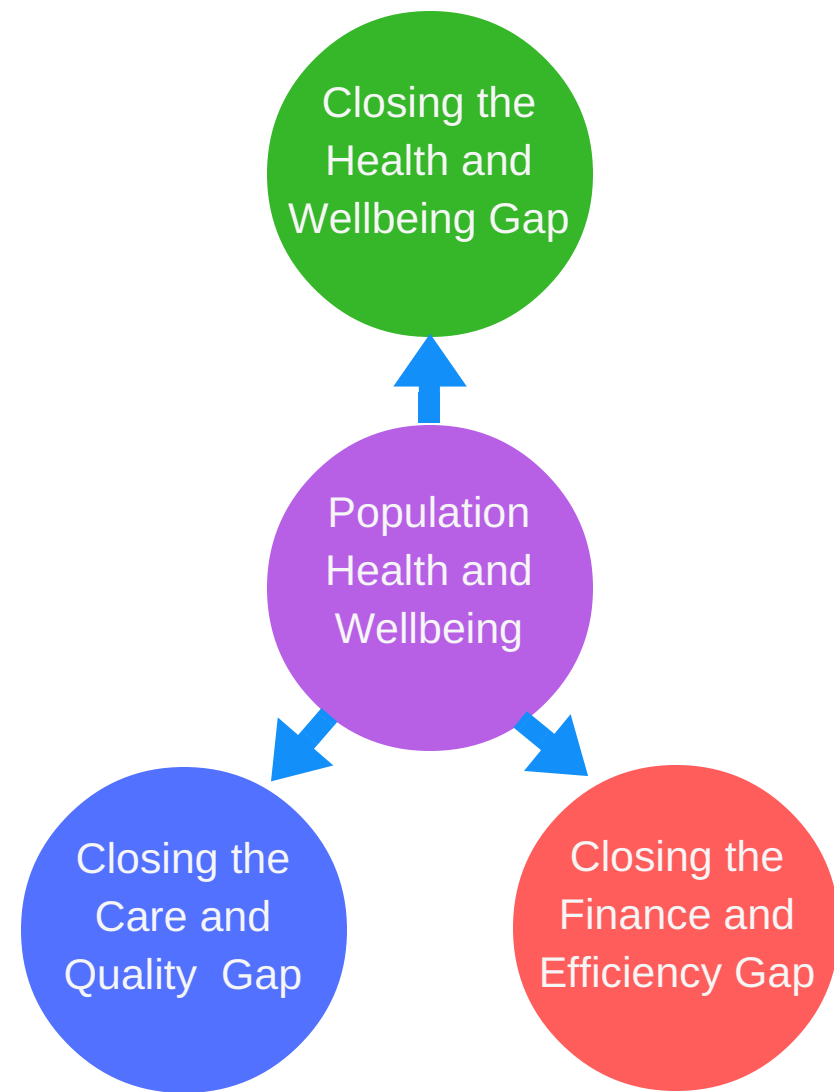 Closing the
Health and
Wellbeing Gap
Population
Health and
Wellbeing
Closing the
Care and
Quality  Gap
Closing the
Finance and
Efficiency Gap